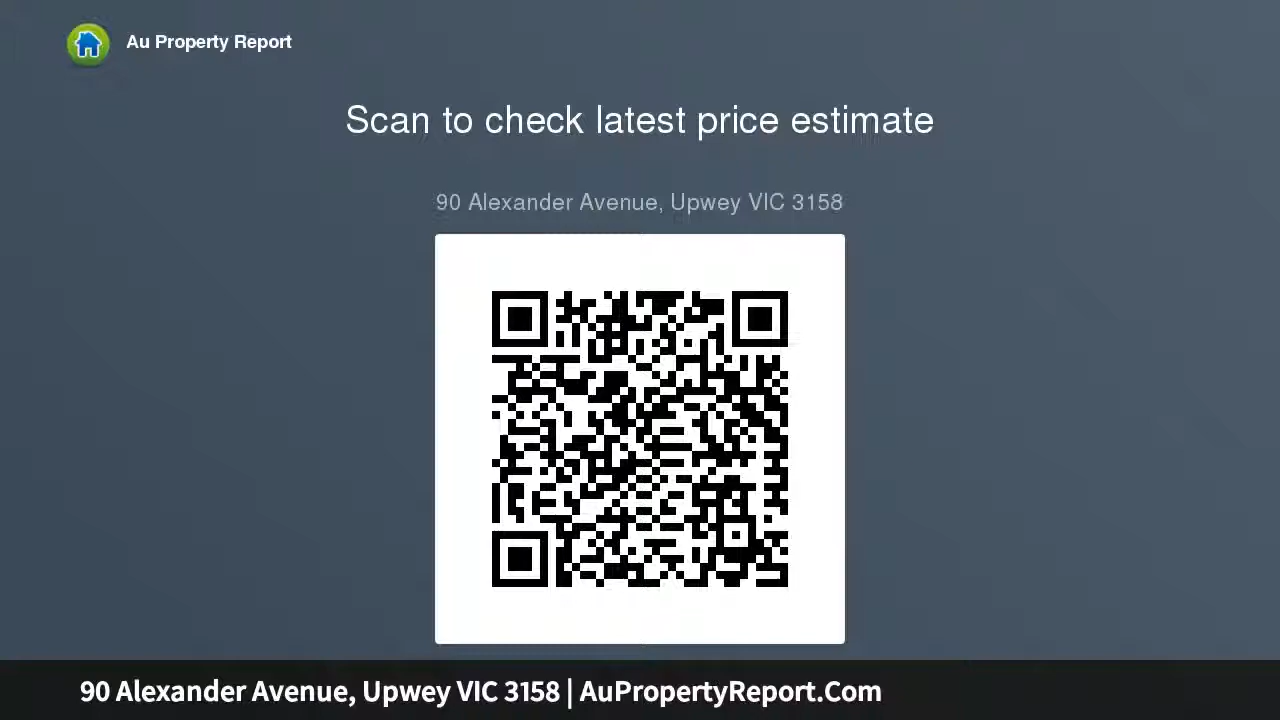 Au Property Report
Scan to check latest price estimate
90 Alexander Avenue, Upwey VIC 3158
90 Alexander Avenue, Upwey VIC 3158 | AuPropertyReport.Com